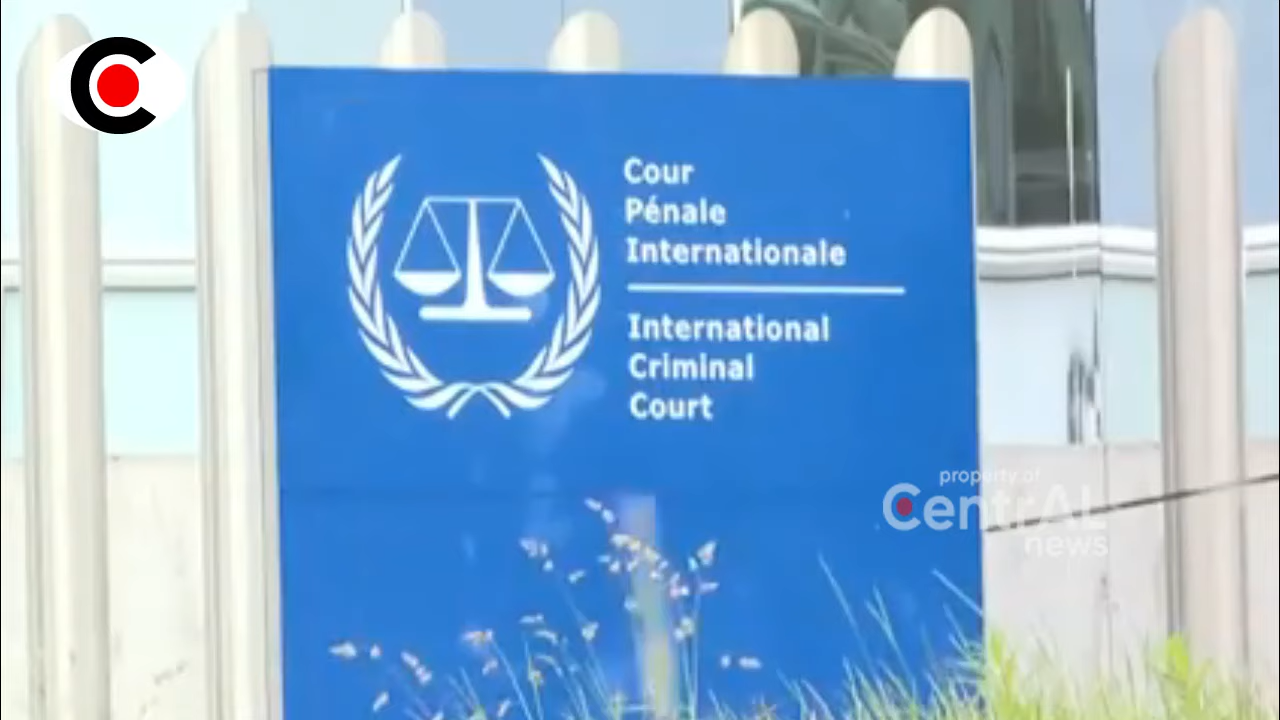 Cour
Pénale
Internationale
International
Criminal
Court
property of
CentrAL
news